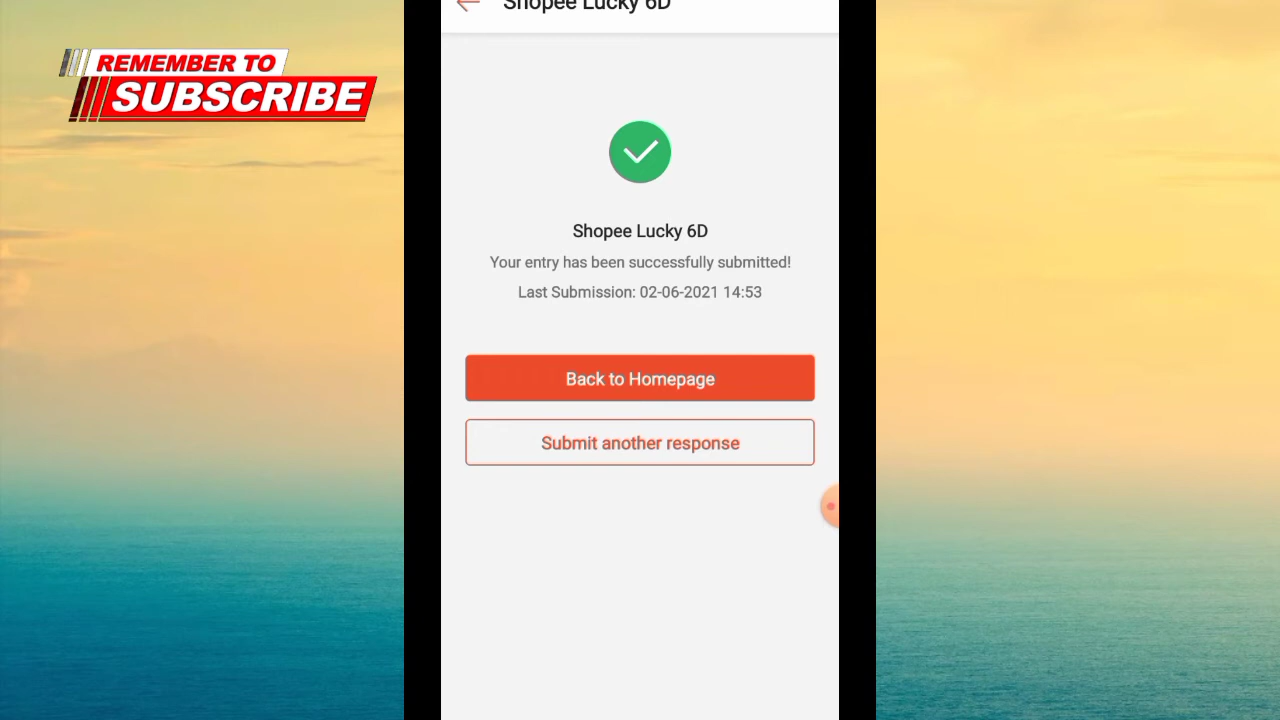 Shopee Lucky 6D
REMEMBER TO
SUBSCRIBE
Shopee Lucky 6D
Your entry has been successfully submitted!
Last Submission: 02-06-2021 14:53
Back to Homepage
Submit another response